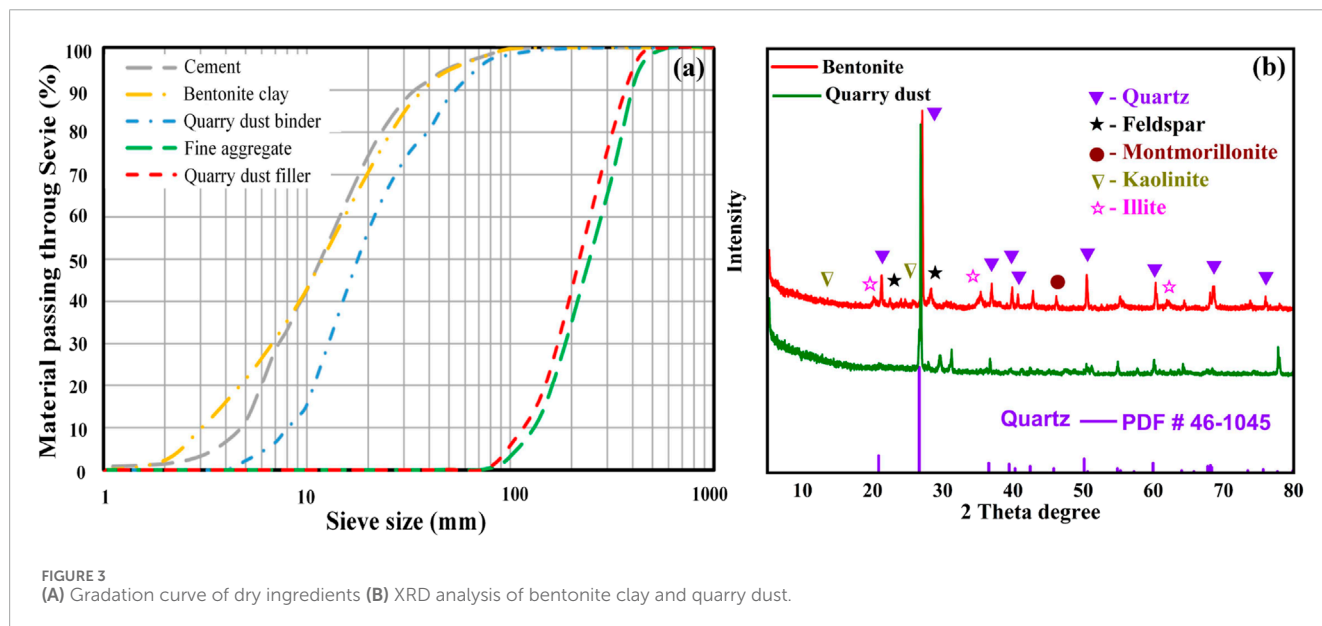 (a)
Material passing throug Sevie (%)
100
90
80
70
60
50
40
30
20
10
0
Cement
Bentonite clay
Quarry dust binder
Fine aggregate
Quarry dust filler
1 10 100 1000
Sieve size (mm)
(b)
Intensity
Bentonite
Quarry dust
- Quartz
- Feldspar
- Montmorillonite
- Kaolinite
- Illite
Quartz — PDF # 46-1045
10 20 30 40 50 60 70 80
2 Theta degree
FIGURE 3
(A) Gradation curve of dry ingredients (B) XRD analysis of bentonite clay and quarry dust.